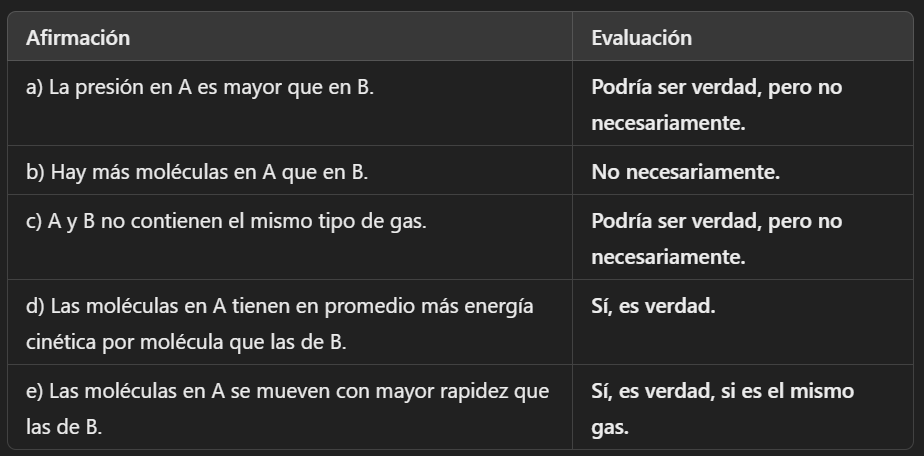 Afirmación
Evaluación
a) La presión en A es mayor que en B.
Podría ser verdad, pero no
necesariamente.
b) Hay más moléculas en A que en B.
No necesariamente.
c) A y B no contienen el mismo tipo de gas.
Podría ser verdad, pero no
necesariamente.
d) Las moléculas en A tienen en promedio más energía
cinética por molécula que las de B.
Sí, es verdad.
e) Las moléculas en A se mueven con mayor rapidez que
las de B.
Sí, es verdad, si es el mismo
gas.